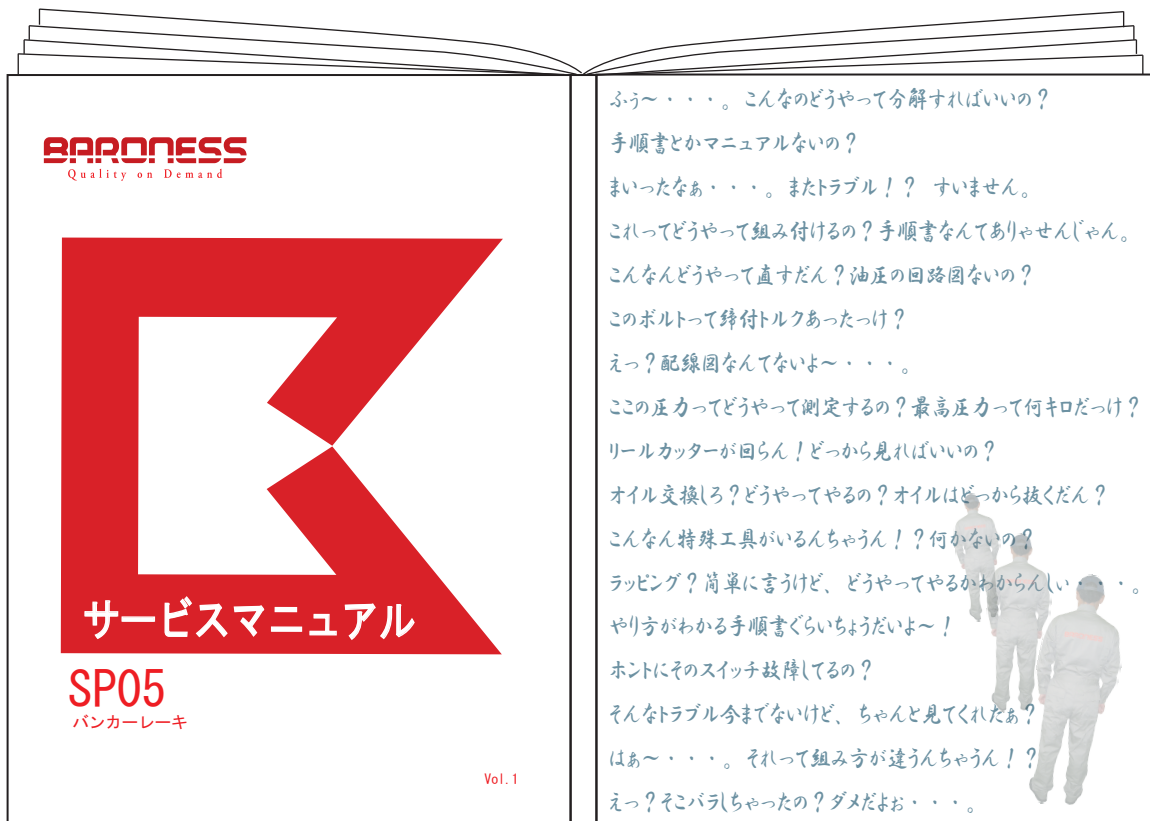 BARONESS
Quality on Demand
サービスマニュアル
SP05
バンカーレーキ
Vol.1
ふぅ～・・・。こんなのどうやって分解すればいいの？
手順書とかマニュアルないの？
まいったなぁ・・・。またトラブル！？ すいません。
これってどうやって組み付けるの？手順書なんてありゃせんじゃん。
こんなんどうやって直すだん？油圧の回路図ないの？
このボルトって締付トルクあったっけ？
えっ？配線図なんてないよ～・・・。
ここの圧力ってどうやって測定するの？最高圧力って何キロだっけ？
リールカッターが回らん！どっから見ればいいの？
オイル交換しろ？どうやってやるの？オイルはどっから抜くだん？
こんなん特殊工具がいるんちゃうん！？何かないの？
ラッピング？簡単に言うけど、どうやってやるかわからんしぃ・・・。
やり方がわかる手順書ぐらいちょうだいよ～！
ホントにそのスイッチ故障してるの？
そんなトラブル今までないけど、ちゃんと見てくれたぁ？
はぁ～・・・。それって組み方が違うんちゃうん！？
えっ？そこバラしちゃったの？ダメだよぉ・・・。